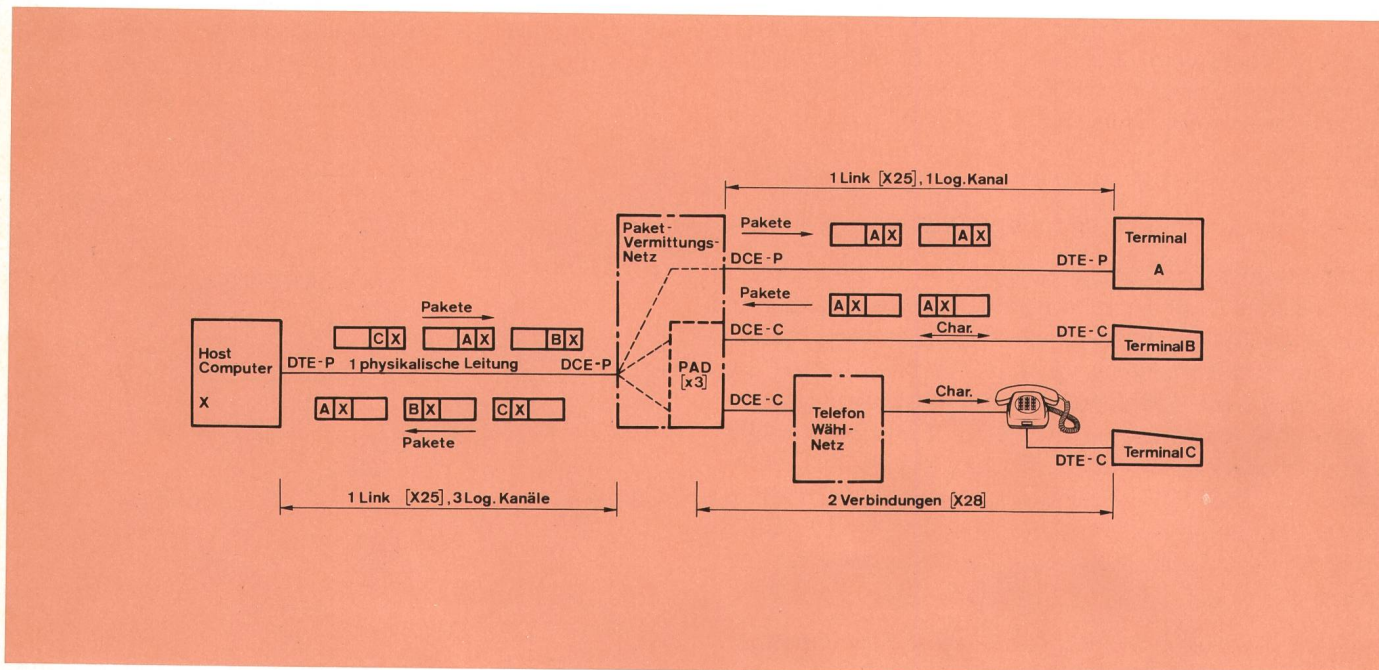 1 Link [X25], 1 Log. Kanal
Paket-
Vermittungs-
Netz
Pakete
A X
A X
Terminal
A
DCE-P
DTE-P
Pakete
A X
A X
Char.
DCE-C
DTE-C
Terminal B
Host
Computer
X
Pakete
C X
A X
B X
DTE-P
1 physikalische Leitung
DCE-P
A X
B X
C X
Pakete
PAD
[x3]
DCE-C
Telefon
Wähl-
Netz
Char.
DTE-C
Terminal C
1 Link [X25], 3 Log. Kanäle
2 Verbindungen [X28]